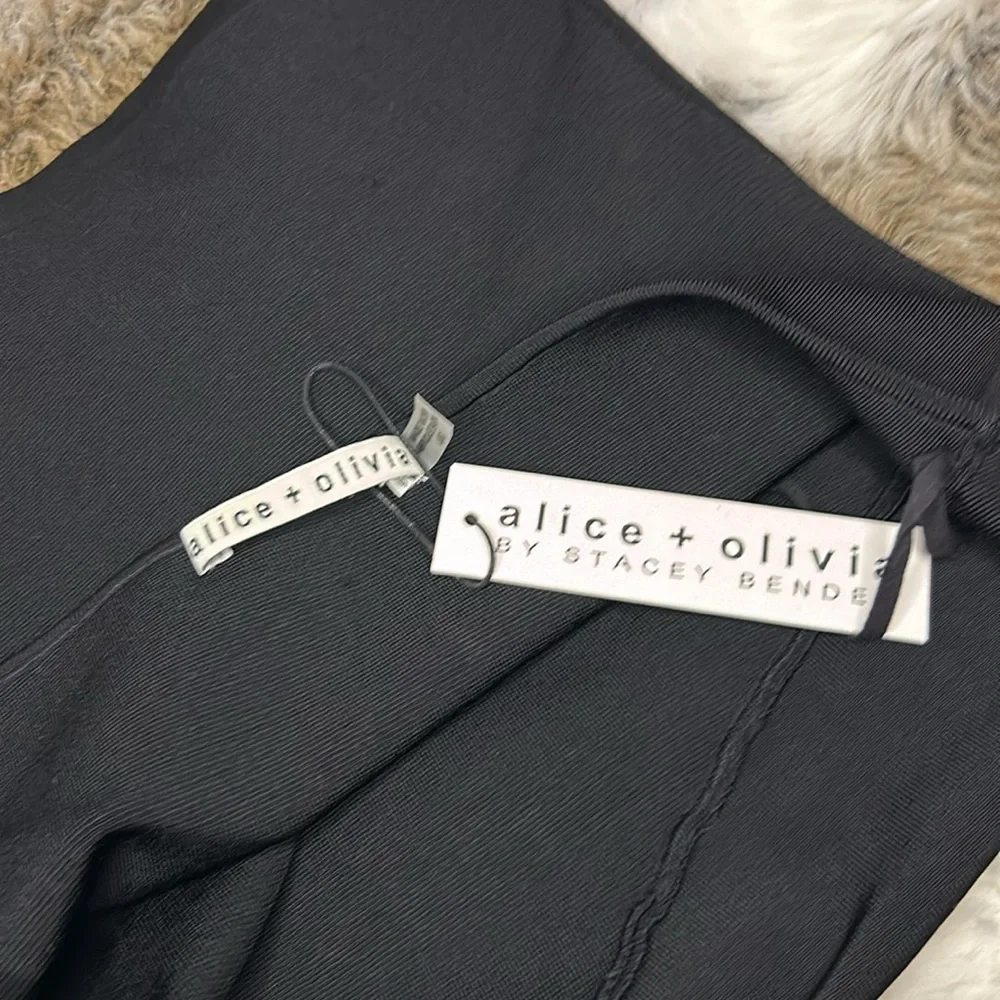 alice + olivia
alice + olivia
BY STACEY BENDE